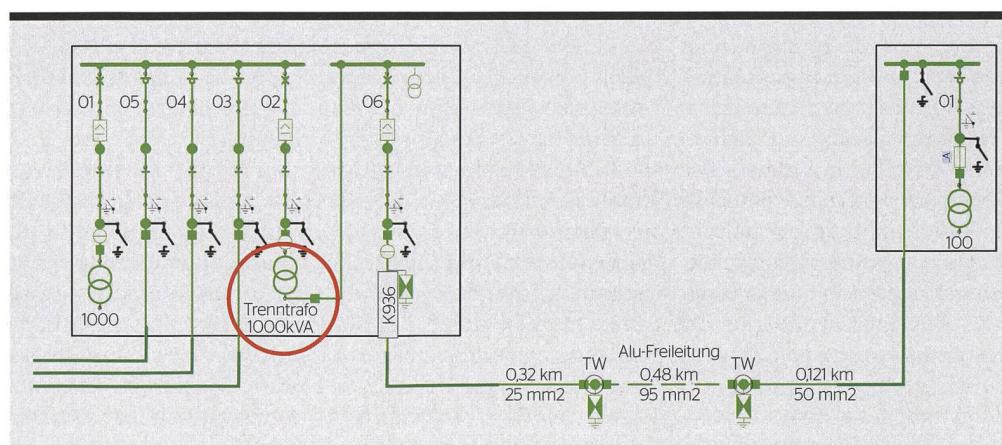 01 05 04 03 02 06
01
A
1000
Trenntrafo
1000kVA
K936
100
Alu-Freileitung
TW TW
0,32 km 0,48 km 0,121 km
25 mm2 95 mm2 50 mm2